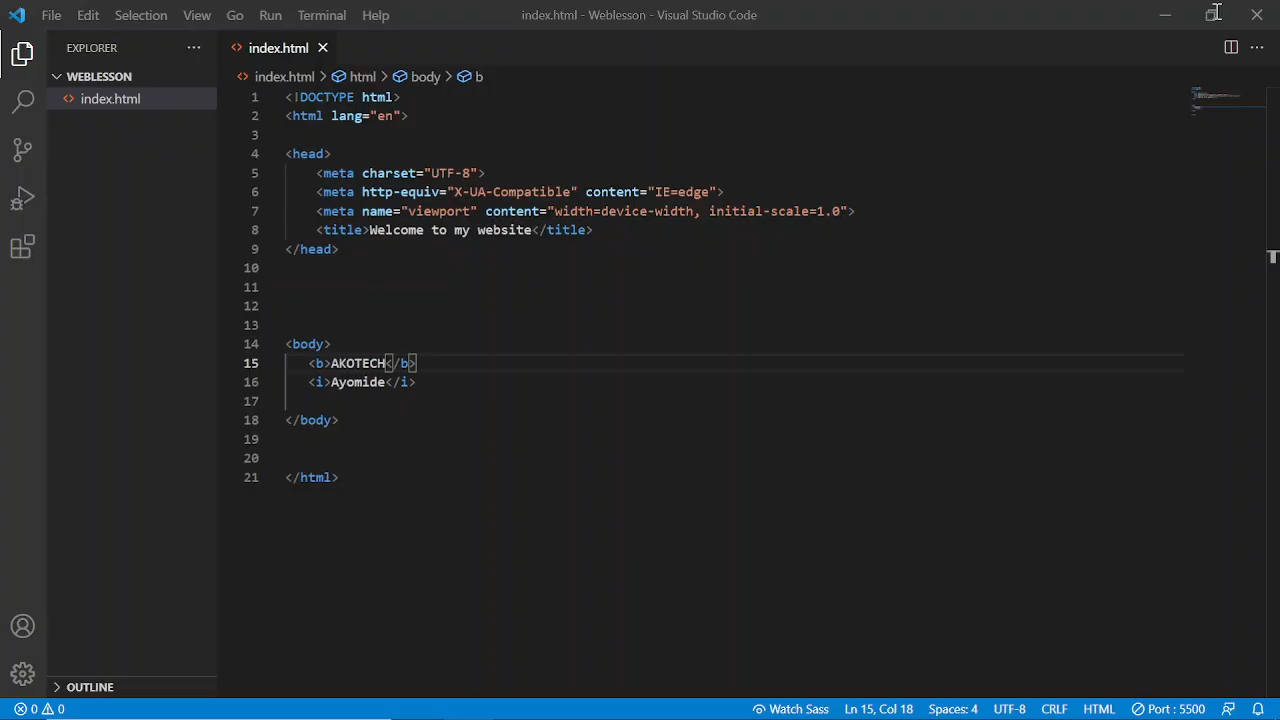 File Edit Selection View Go Run Terminal Help index.html - Weblesson - Visual Studio Code
EXPLORER
WEBLESSON
index.html
OUTLINE
index.html
index.html > html > body > b
1 <!DOCTYPE html>
2 <html lang="en">
3
4 <head>
5 <meta charset="UTF-8">
6 <meta http-equiv="X-UA-Compatible" content="IE=edge">
7 <meta name="viewport" content="width=device-width, initial-scale=1.0">
8 <title>Welcome to my website</title>
9 </head>
10
11
12
13
14 <body>
15 <b>AKOTECH</b>
16 <i>Ayomide</i>
17
18 </body>
19
20
21 </html>
0 0 Watch Sass Ln 15, Col 18 Spaces: 4 UTF-8 CRLF HTML Port : 5500